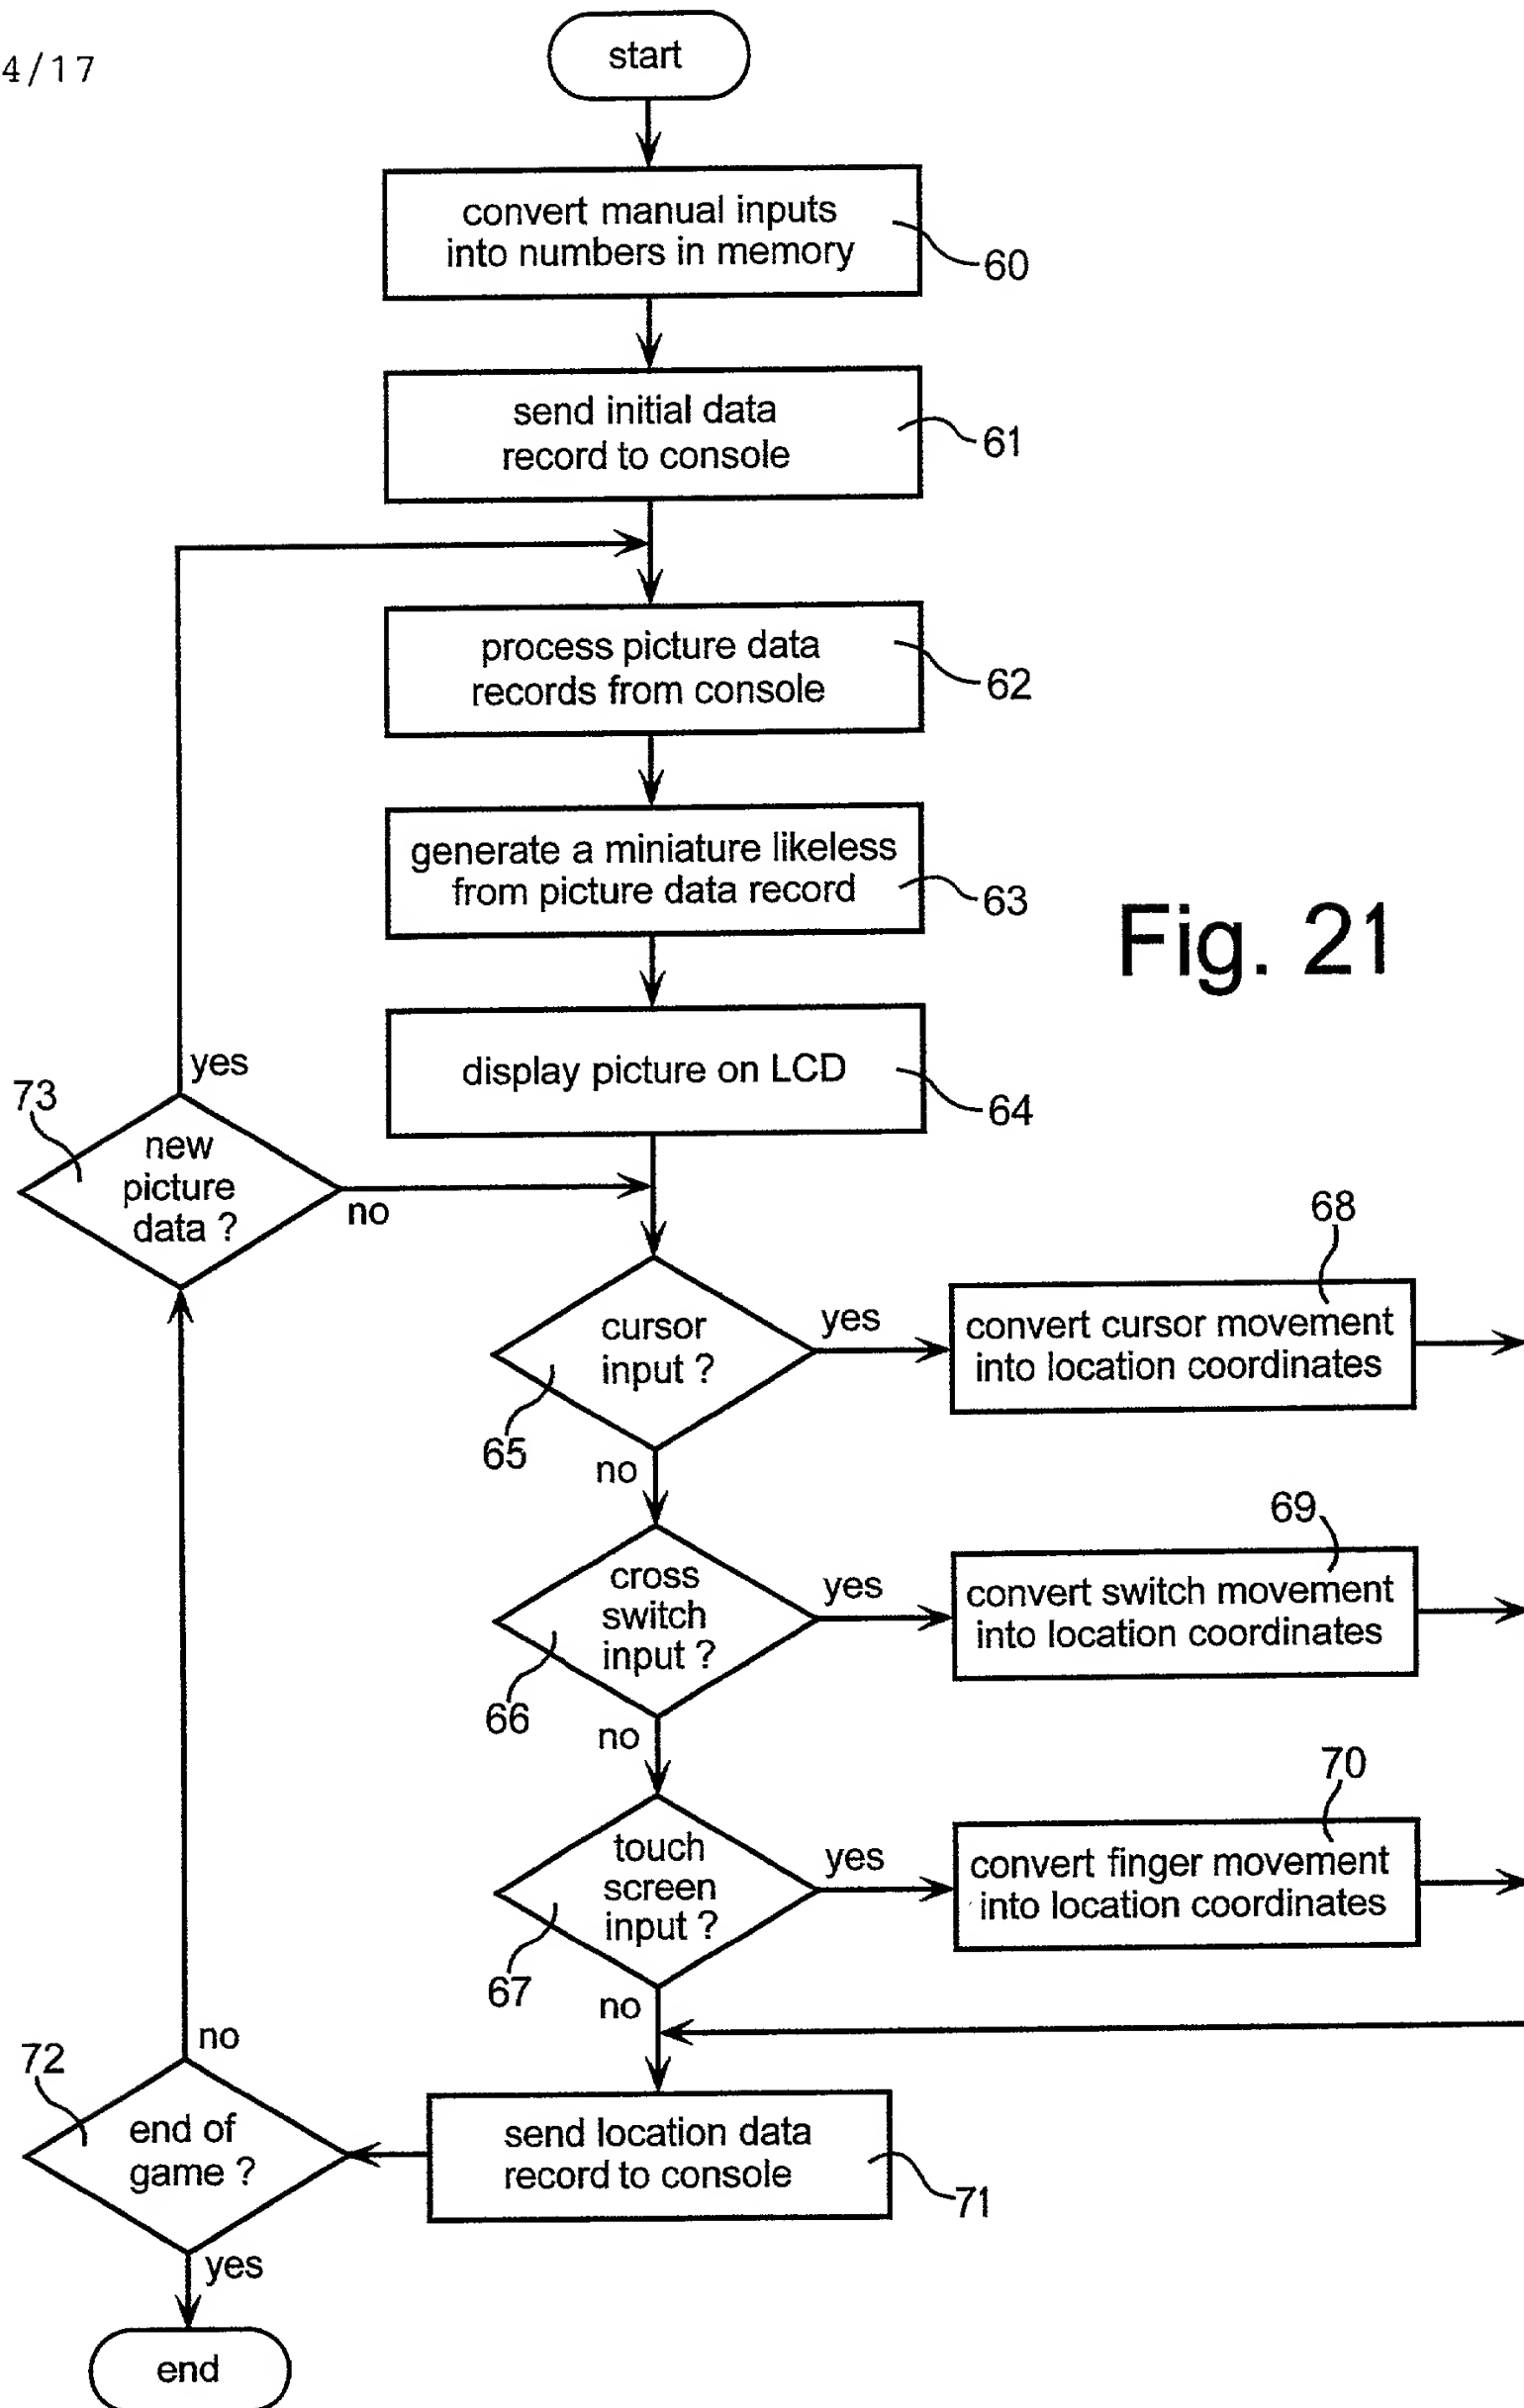 4/17
start
convert manual inputs
into numbers in memory
60
send initial data
record to console
61
process picture data
records from console
62
generate a miniature likeless
from picture data record
63
Fig. 21
display picture on LCD
64
yes
73
new
picture
data ?
no
68
cursor
input ?
yes
convert cursor movement
into location coordinates
65
no
69
cross
switch
input ?
yes
convert switch movement
into location coordinates
66
no
70
touch
screen
input ?
yes
convert finger movement
into location coordinates
67
no
no
72
end of
game ?
send location data
record to console
71
yes
end